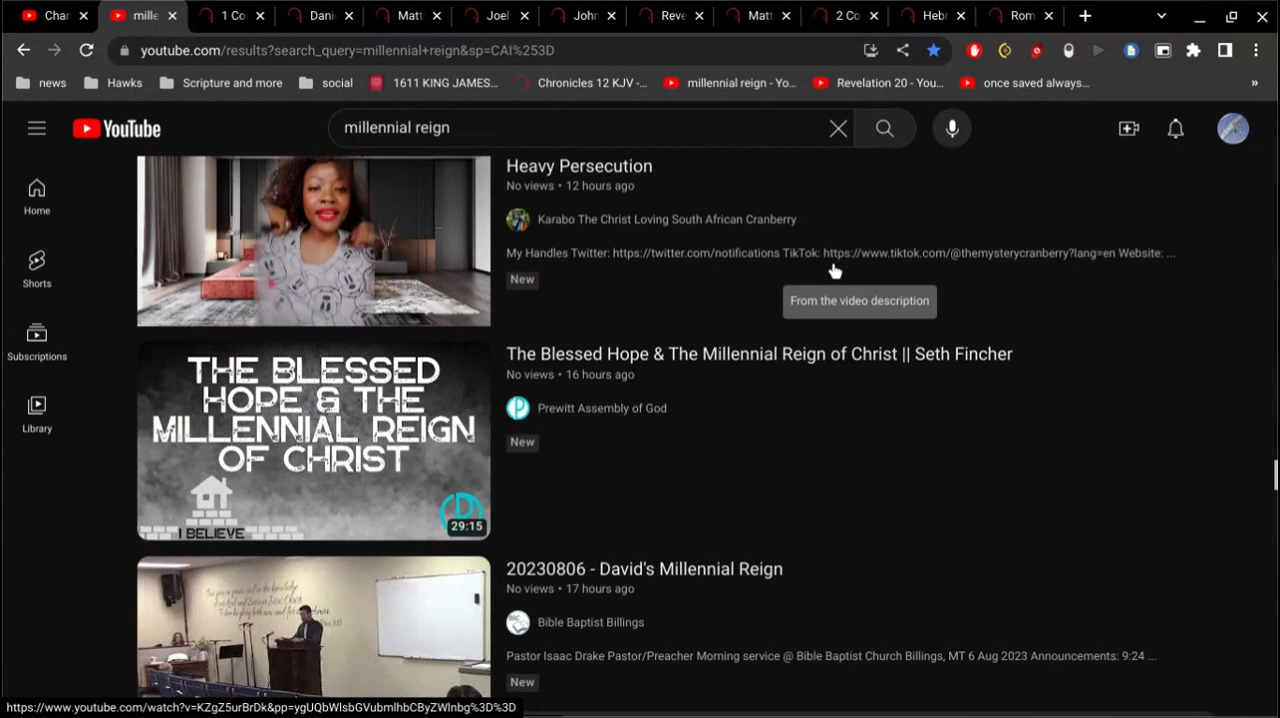 Chan
mille
1 Co
Dani
Matt
Joel
John
Reve
Matt
2 Co
Hebr
Rom
youtube.com/results?search_query=millennial+reign&sp=CAI%253D
news
Hawks
Scripture and more
social
1611 KING JAMES...
Chronicles 12 KJV -...
millennial reign - Yo...
Revelation 20 - You...
once saved always...
»
YouTube
millennial reign
Home
Shorts
Subscriptions
Library
Heavy Persecution
No views • 12 hours ago
Karabo The Christ Loving South African Cranberry
My Handles Twitter: https://twitter.com/notifications TikTok: https://www.tiktok.com/@themysterycranberry?lang=en Website: ...
New
From the video description
THE BLESSED
HOPE & THE
MILLENNIAL REIGN
OF CHRIST
I BELIEVE
29:15
The Blessed Hope & The Millennial Reign of Christ || Seth Fincher
No views • 16 hours ago
Prewitt Assembly of God
New
20230806 - David's Millennial Reign
No views • 17 hours ago
Bible Baptist Billings
Pastor Isaac Drake Pastor/Preacher Morning service @ Bible Baptist Church Billings, MT 6 Aug 2023 Announcements: 9:24 ...
New
https://www.youtube.com/watch?v=KZgZ5urBrDk&pp=ygUQbWlsbGVubmlhbCByZWlnbg%3D%3D